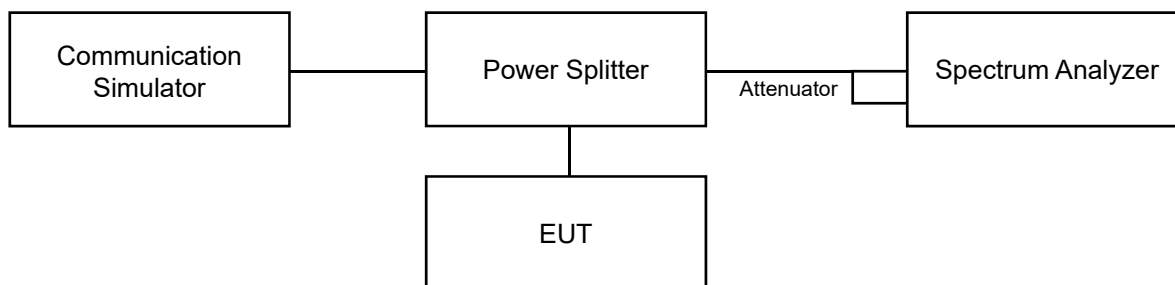 Communication
Simulator
Power Splitter
Attenuator
Spectrum Analyzer
EUT